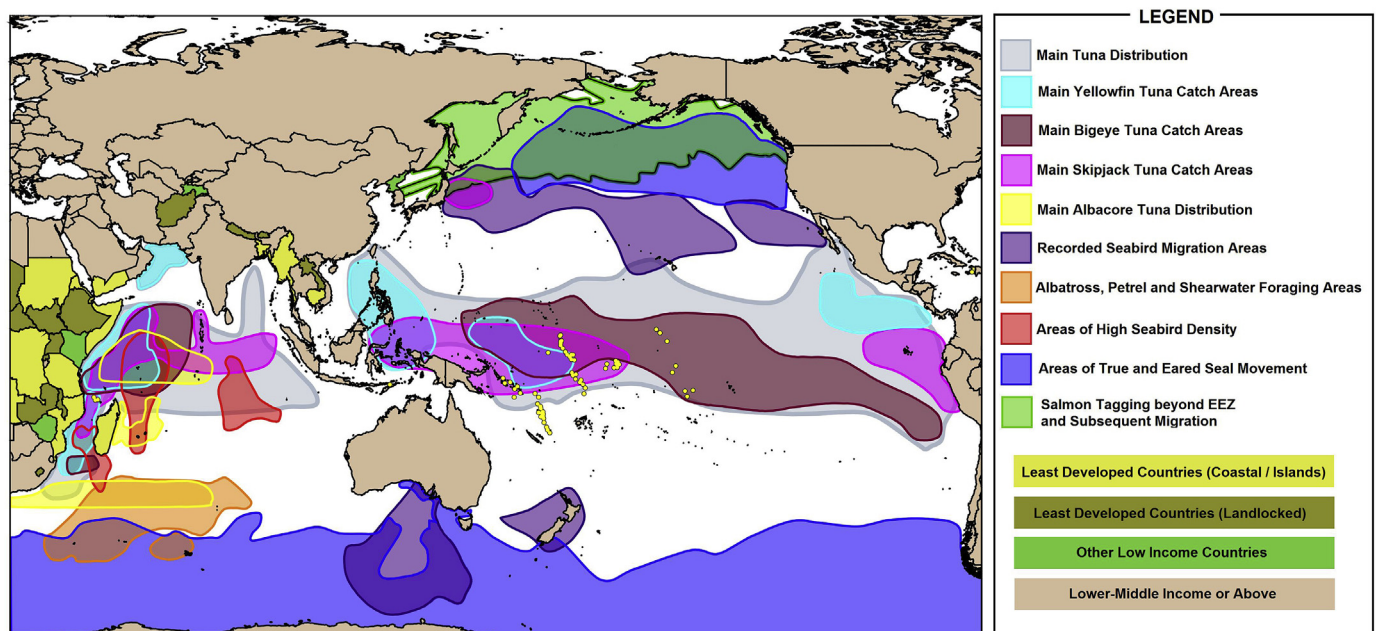 LEGEND
Main Tuna Distribution
Main Yellowfin Tuna Catch Areas
Main Bigeye Tuna Catch Areas
Main Skipjack Tuna Catch Areas
Main Albacore Tuna Distribution
Recorded Seabird Migration Areas
Albatross, Petrel and Shearwater Foraging Areas
Areas of High Seabird Density
Areas of True and Eared Seal Movement
Salmon Tagging beyond EEZ
and Subsequent Migration
Least Developed Countries (Coastal / Islands)
Least Developed Countries (Landlocked)
Other Low Income Countries
Lower-Middle Income or Above